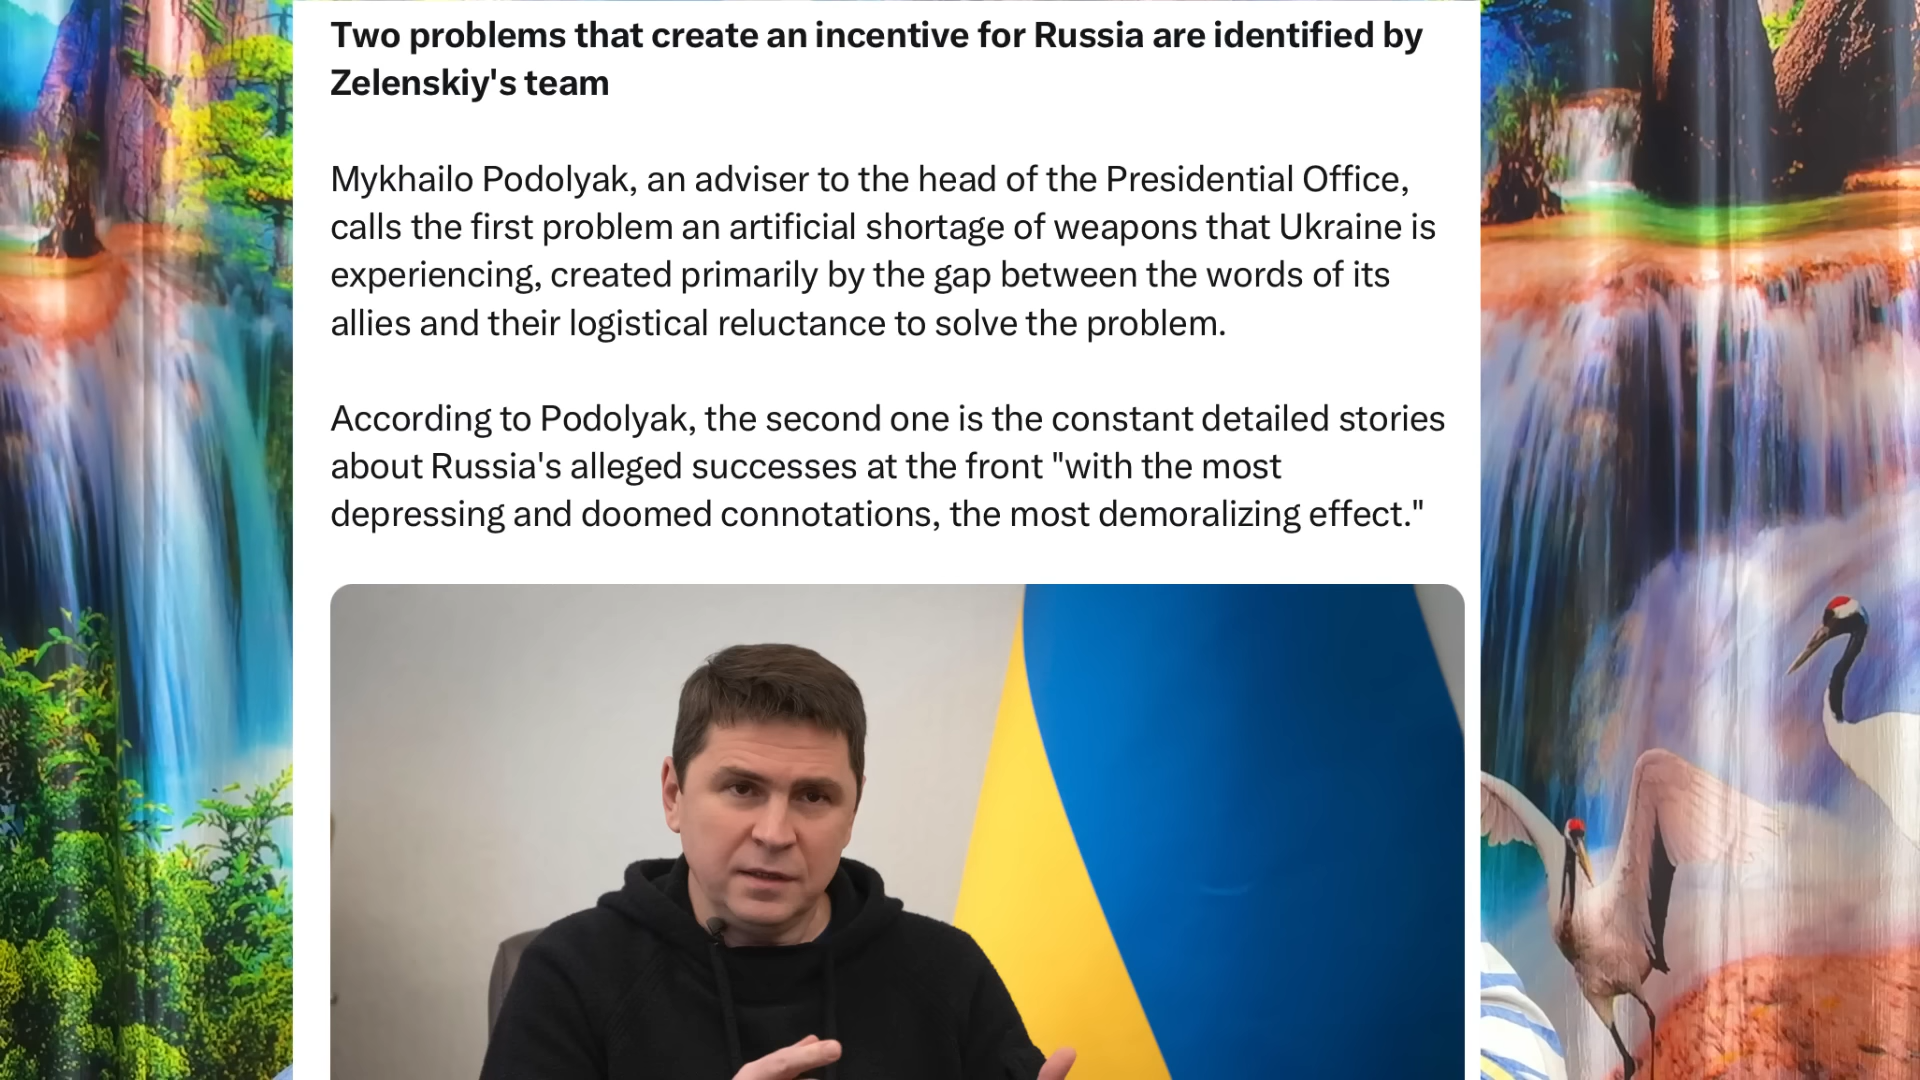 Two problems that create an incentive for Russia are identified by
Zelenskiy's team
Mykhailo Podolyak, an adviser to the head of the Presidential Office,
calls the first problem an artificial shortage of weapons that Ukraine is
experiencing, created primarily by the gap between the words of its
allies and their logistical reluctance to solve the problem.
According to Podolyak, the second one is the constant detailed stories
about Russia's alleged successes at the front "with the most
depressing and doomed connotations, the most demoralizing effect."